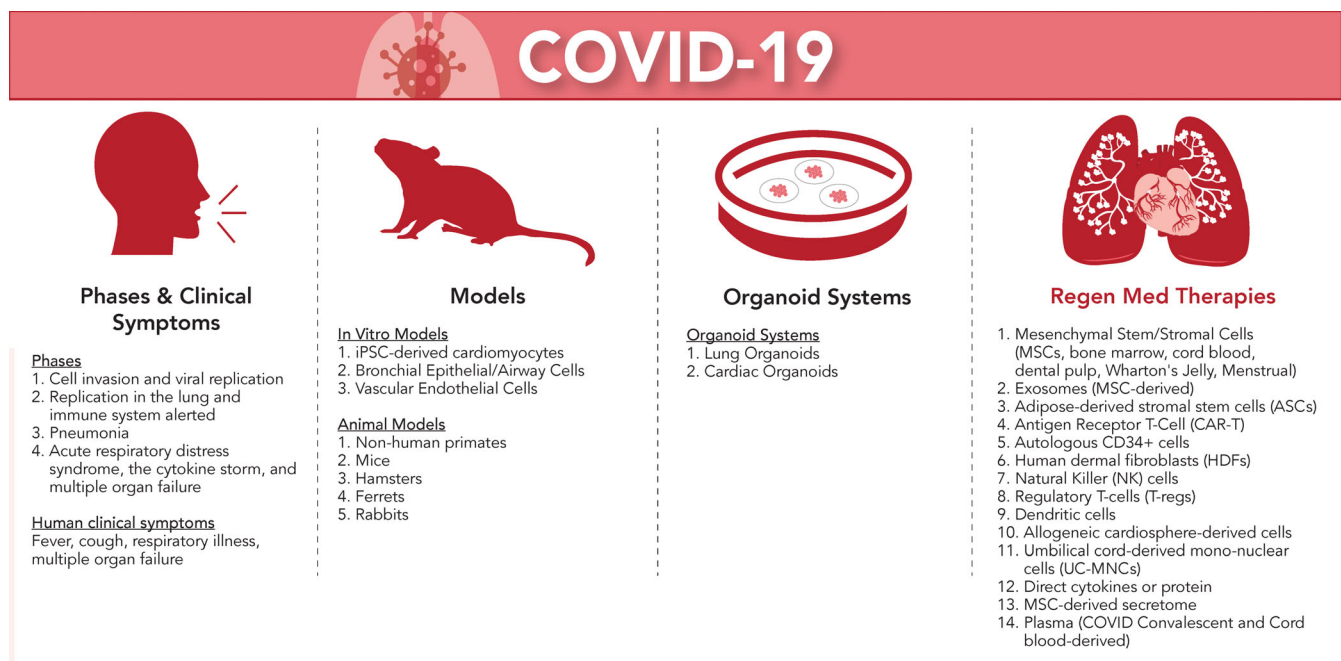 COVID-19
Phases & Clinical
Symptoms
Phases
1. Cell invasion and viral replication
2. Replication in the lung and
immune system alerted
3. Pneumonia
4. Acute respiratory distress
syndrome, the cytokine storm, and
multiple organ failure
Human clinical symptoms
Fever, cough, respiratory illness,
multiple organ failure
Models
In Vitro Models
1. iPSC-derived cardiomyocytes
2. Bronchial Epithelial/Airway Cells
3. Vascular Endothelial Cells
Animal Models
1. Non-human primates
2. Mice
3. Hamsters
4. Ferrets
5. Rabbits
Organoid Systems
Organoid Systems
1. Lung Organoids
2. Cardiac Organoids
Regen Med Therapies
1. Mesenchymal Stem/Stromal Cells
(MSCs, bone marrow, cord blood,
dental pulp, Wharton's Jelly, Menstrual)
2. Exosomes (MSC-derived)
3. Adipose-derived stromal stem cells (ASCs)
4. Antigen Receptor T-Cell (CAR-T)
5. Autologous CD34+ cells
6. Human dermal fibroblasts (HDFs)
7. Natural Killer (NK) cells
8. Regulatory T-cells (T-regs)
9. Dendritic cells
10. Allogeneic cardiosphere-derived cells
11. Umbilical cord-derived mono-nuclear
cells (UC-MNCs)
12. Direct cytokines or protein
13. MSC-derived secretome
14. Plasma (COVID Convalescent and Cord
blood-derived)